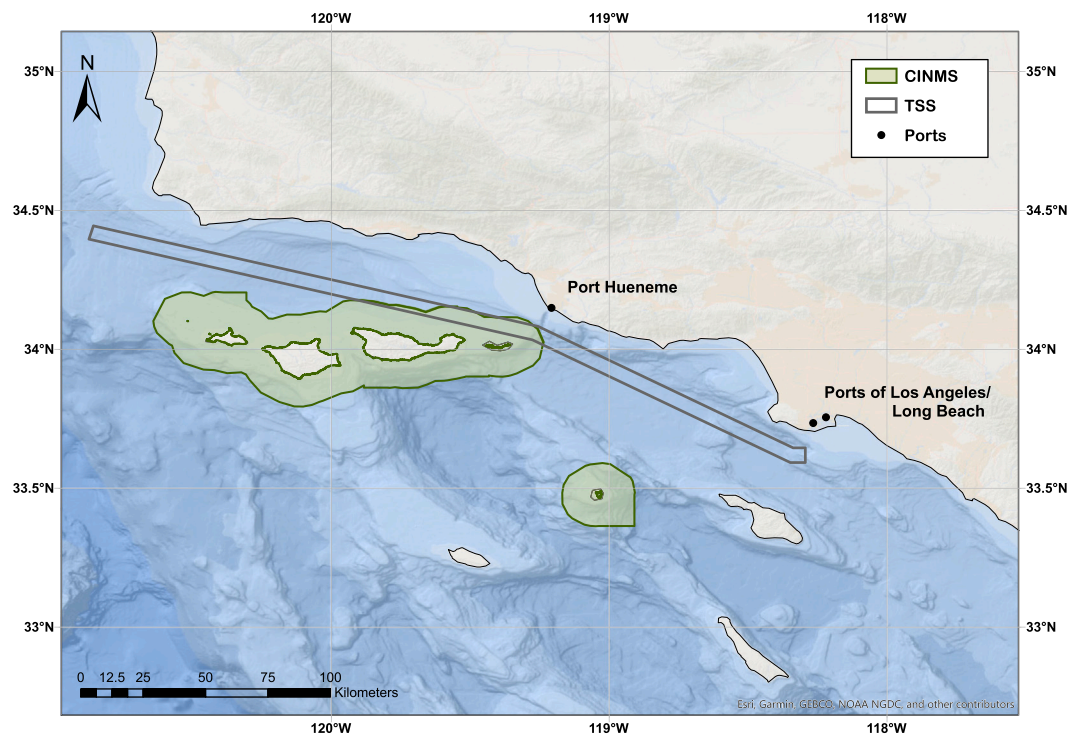 120°W 119°W 118°W
N
35°N 35°N
CINMS
TSS
Ports
34.5°N 34.5°N
Port Hueneme
34°N 34°N
Ports of Los Angeles/
Long Beach
33.5°N 33.5°N
33°N 33°N
0 12.5 25 50 75 100
Kilometers
Esri, Garmin, GEBCO, NOAA NGDC, and other contributors
120°W 119°W 118°W